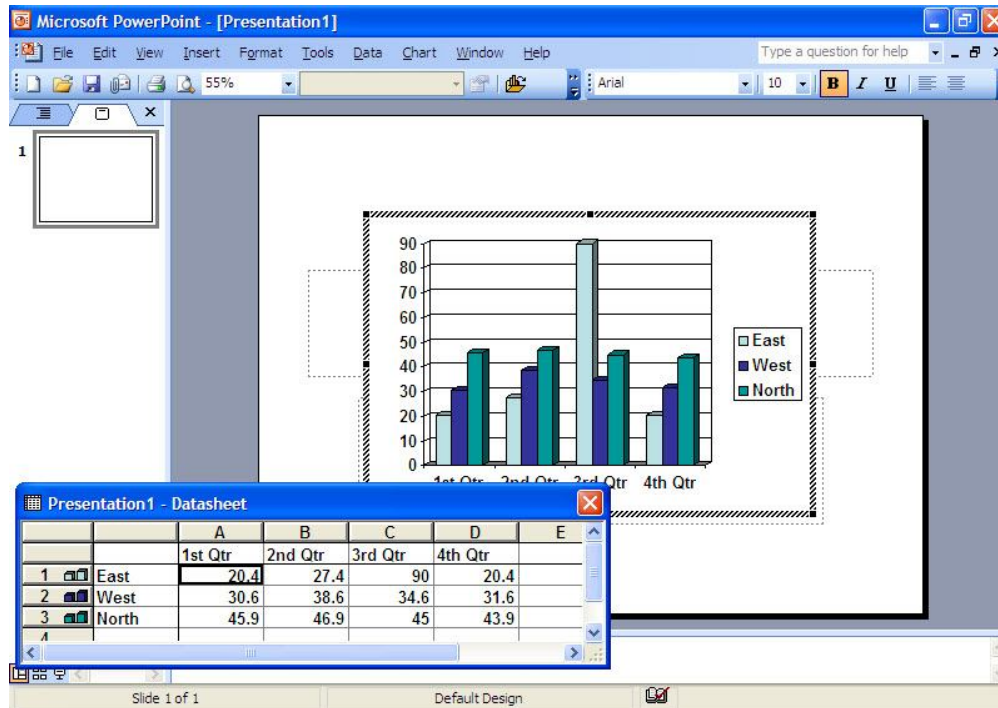 Microsoft PowerPoint - [Presentation1]
File Edit View Insert Format Tools Data Chart Window Help Type a question for help
55% Arial 10 B I U
1
90
80
70
60
50
40
30
20
10
0
1st Qtr 2nd Qtr 3rd Qtr 4th Qtr
East
West
North
Presentation1 - Datasheet
A B C D E
1st Qtr 2nd Qtr 3rd Qtr 4th Qtr
1 East 20.4 27.4 90 20.4
2 West 30.6 38.6 34.6 31.6
3 North 45.9 46.9 45 43.9
4
Slide 1 of 1 Default Design